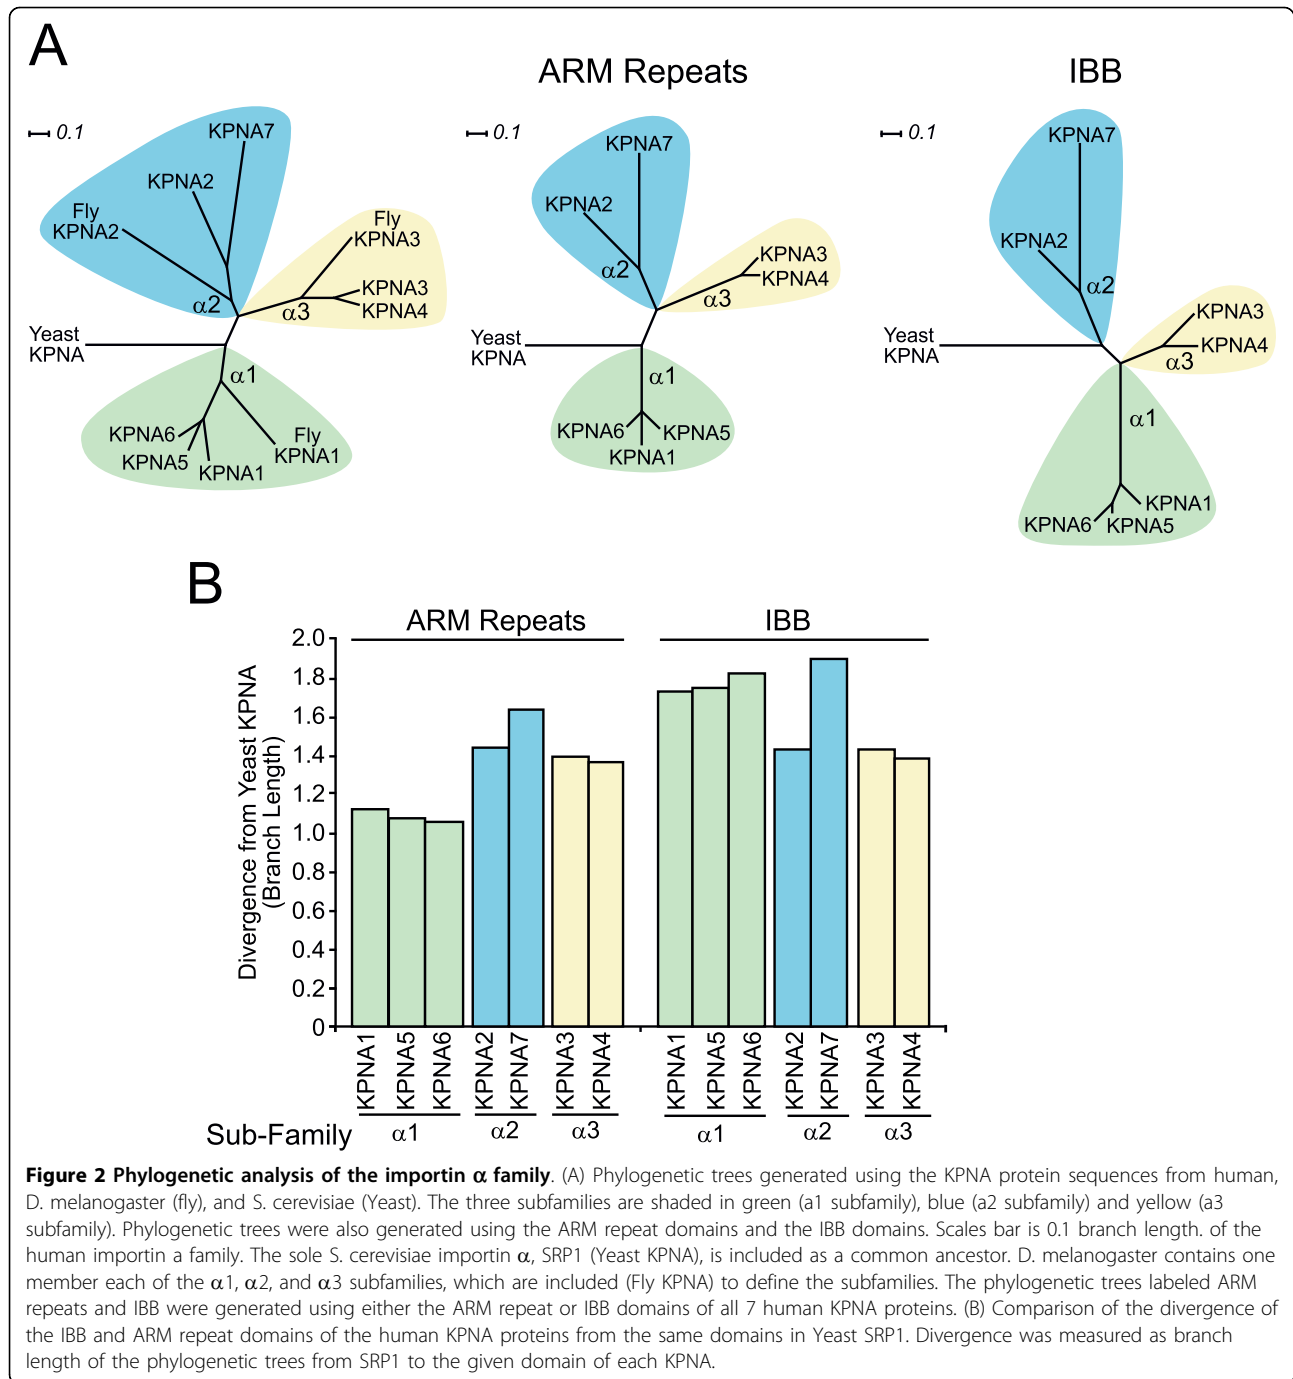 A
ARM Repeats
IBB
0.1
KPNA7
KPNA2
Fly
KPNA2
α2
Fly
KPNA3
KPNA3
KPNA4
α3
Yeast
KPNA
α1
KPNA6
KPNA5
KPNA1
Fly
KPNA1
0.1
KPNA7
KPNA2
α2
KPNA3
KPNA4
α3
Yeast
KPNA
α1
KPNA6
KPNA5
KPNA1
0.1
KPNA7
KPNA2
α2
KPNA3
KPNA4
α3
Yeast
KPNA
α1
KPNA1
KPNA6
KPNA5
B
ARM Repeats
IBB
Divergence from Yeast KPNA
(Branch Length)
2.0
1.8
1.6
1.4
1.2
1.0
0.8
0.6
0.4
0.2
0
KPNA1
KPNA5
KPNA6
KPNA2
KPNA7
KPNA3
KPNA4
KPNA1
KPNA5
KPNA6
KPNA2
KPNA7
KPNA3
KPNA4
Sub-Family α1 α2 α3 α1 α2 α3
Figure 2 Phylogenetic analysis of the importin α family. (A) Phylogenetic trees generated using the KPNA protein sequences from human,
D. melanogaster (fly), and S. cerevisiae (Yeast). The three subfamilies are shaded in green (a1 subfamily), blue (a2 subfamily) and yellow (a3
subfamily). Phylogenetic trees were also generated using the ARM repeat domains and the IBB domains. Scales bar is 0.1 branch length. of the
human importin a family. The sole S. cerevisiae importin α, SRP1 (Yeast KPNA), is included as a common ancestor. D. melanogaster contains one
member each of the α1, α2, and α3 subfamilies, which are included (Fly KPNA) to define the subfamilies. The phylogenetic trees labeled ARM
repeats and IBB were generated using either the ARM repeat or IBB domains of all 7 human KPNA proteins. (B) Comparison of the divergence of
the IBB and ARM repeat domains of the human KPNA proteins from the same domains in Yeast SRP1. Divergence was measured as branch
length of the phylogenetic trees from SRP1 to the given domain of each KPNA.